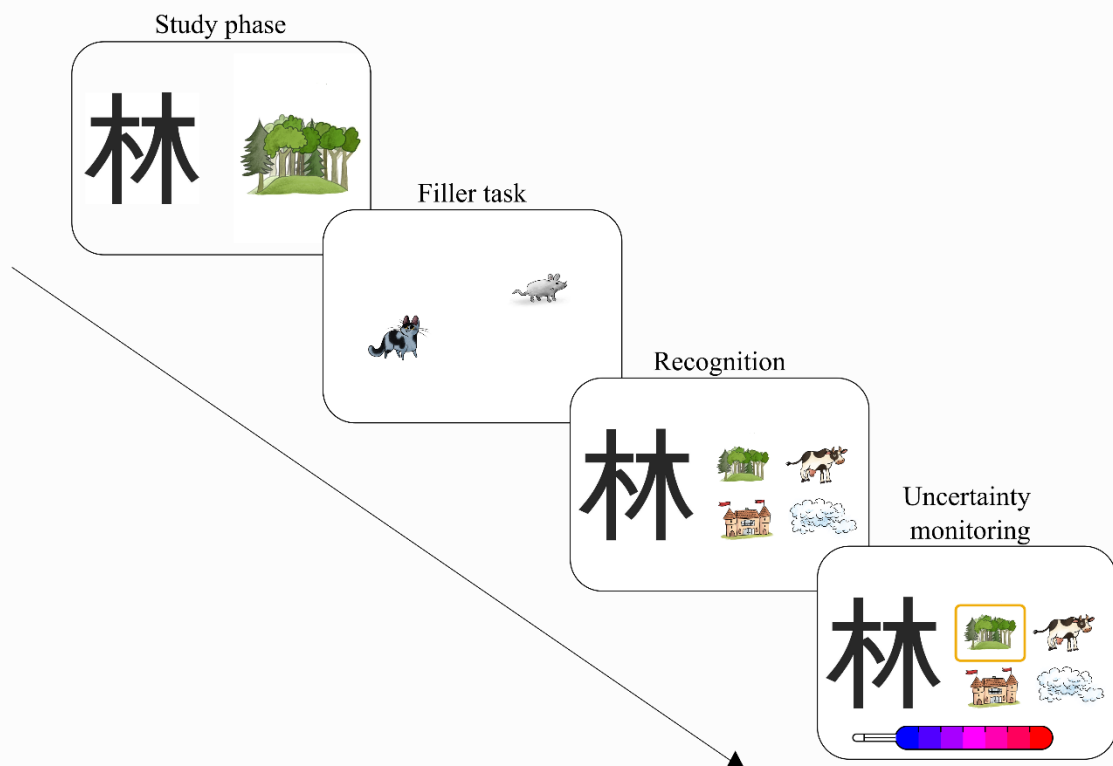 Study phase
林
Filler task
Recognition
林
Uncertainty
monitoring
林